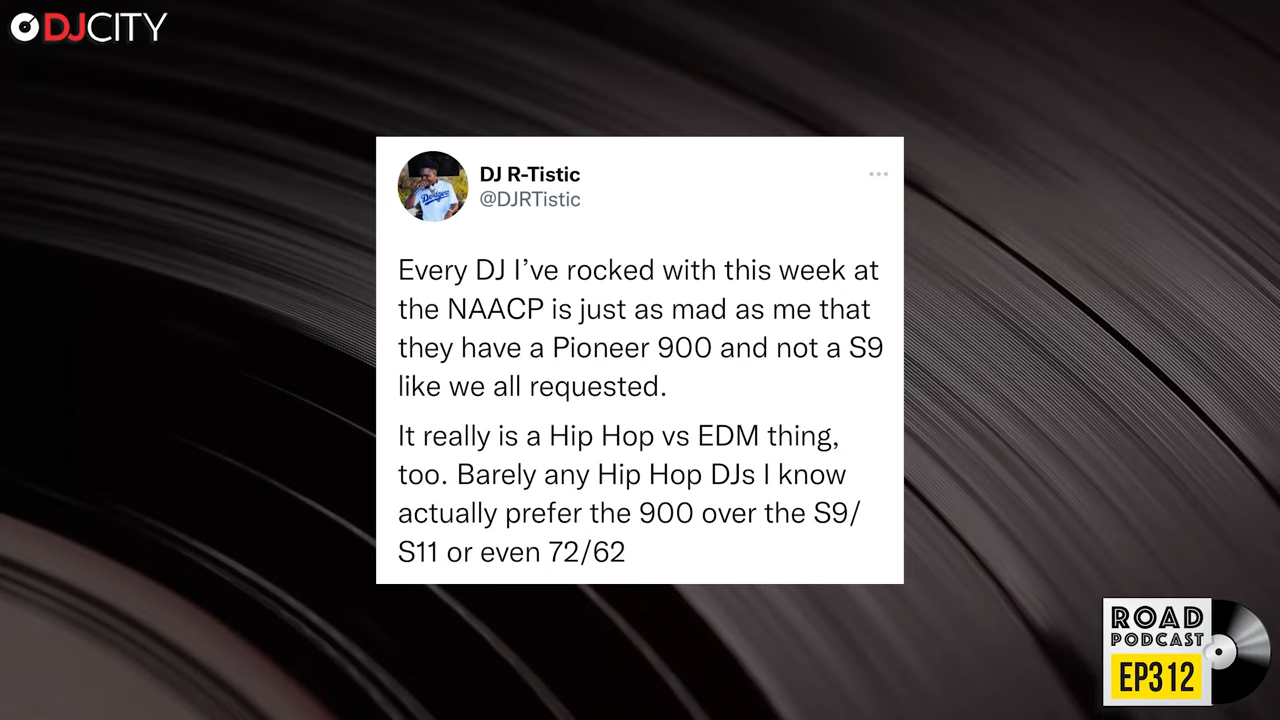 DJCITY
DJ R-Tistic
@DJRTistic
Every DJ I’ve rocked with this week at
the NAACP is just as mad as me that
they have a Pioneer 900 and not a S9
like we all requested.
It really is a Hip Hop vs EDM thing,
too. Barely any Hip Hop DJs I know
actually prefer the 900 over the S9/
S11 or even 72/62
ROAD
PODCAST
EP312